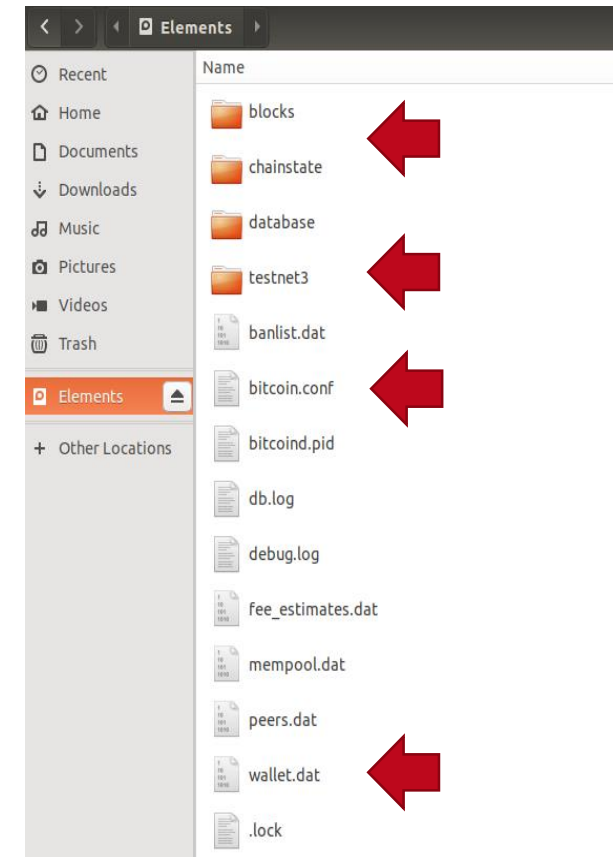 Elements
Recent
Home
Documents
Downloads
Music
Pictures
Videos
Trash
Elements
+ Other Locations
Name
blocks
chainstate
database
testnet3
banlist.dat
bitcoin.conf
bitcoind.pid
db.log
debug.log
fee_estimates.dat
mempool.dat
peers.dat
wallet.dat
.lock